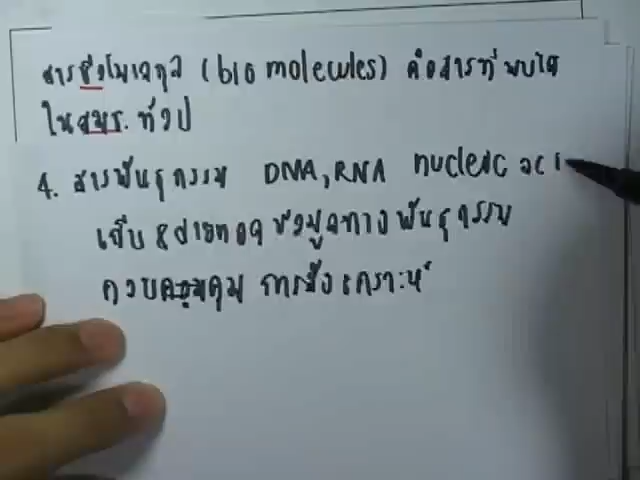 สารชีวโมเลกุล (biomolecules) คือสารที่พบได้
ในสมช. ทั่วไป
4. สารพันธุกรรม DNA, RNA nucleic aci
เก็บ & ถ่ายทอดข้อมูลทางพันธุกรรม
ควบคุม การสังเคราะห์